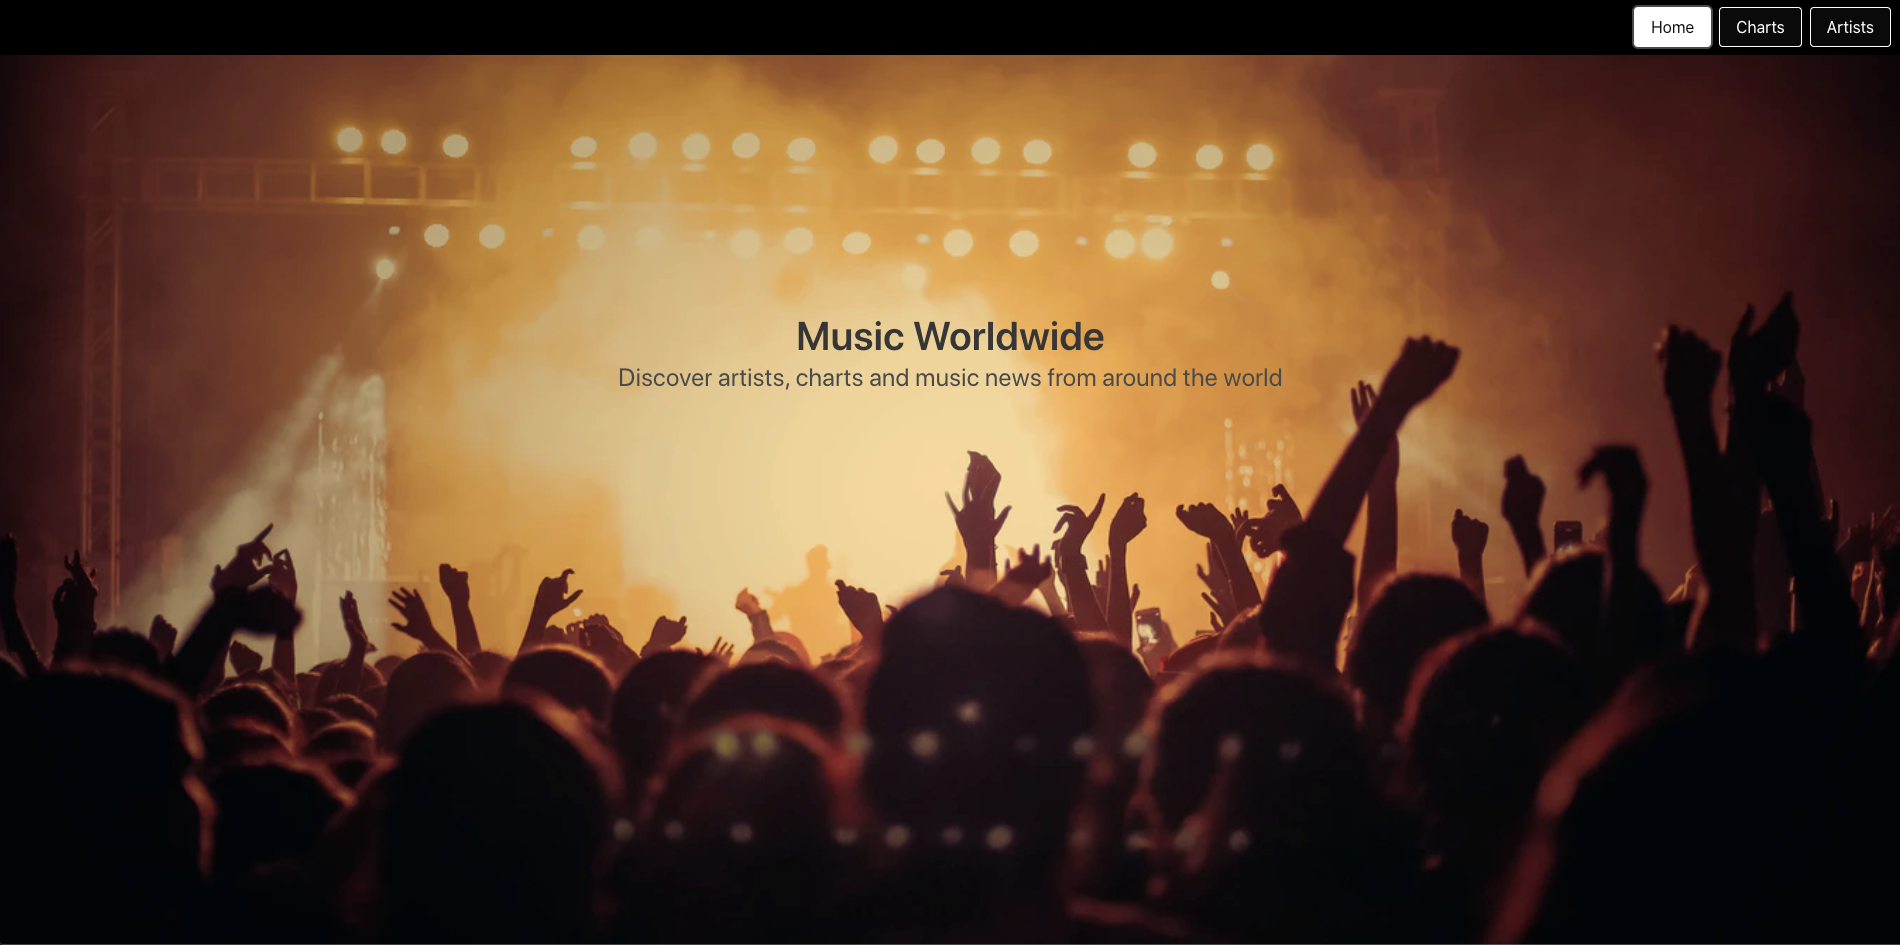 Home Charts Artists
Music Worldwide
Discover artists, charts and music news from around the world